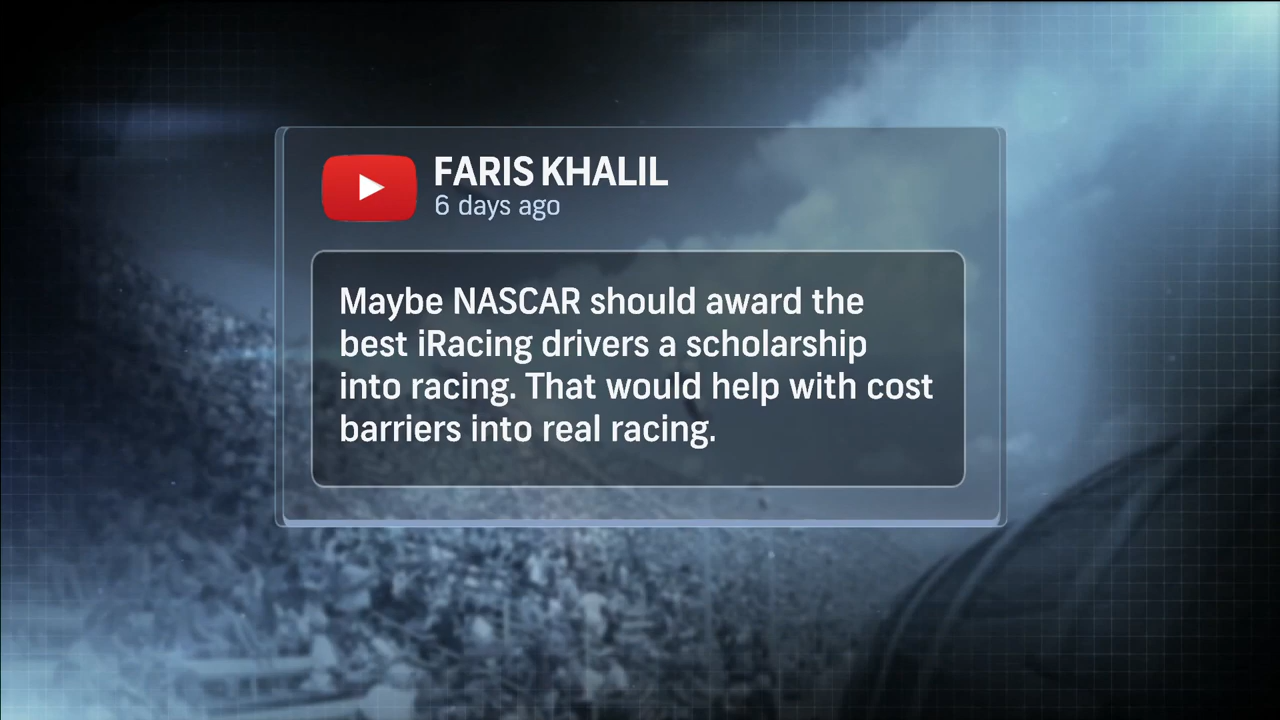 FARIS KHALIL
6 days ago
Maybe NASCAR should award the
best iRacing drivers a scholarship
into racing. That would help with cost
barriers into real racing.